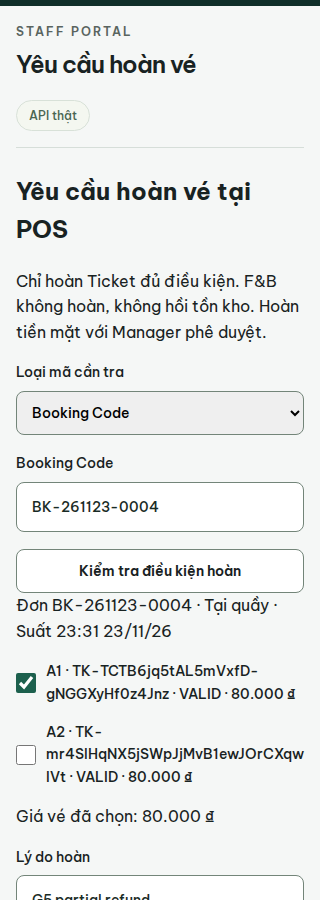 STAFF PORTAL
Yêu cầu hoàn vé
API thật
Yêu cầu hoàn vé tại
POS
Chỉ hoàn Ticket đủ điều kiện. F&B
không hoàn, không hồi tồn kho. Hoàn
tiền mặt với Manager phê duyệt.
Loại mã cần tra
Booking Code
Booking Code
BK-261123-0004
Kiểm tra điều kiện hoàn
Đơn BK-261123-0004 · Tại quầy ·
Suất 23:31 23/11/26
A1 · TK-TCTB6jq5tAL5mVxfD-
gNGGXyHf0z4Jnz · VALID · 80.000 ₫
A2 · TK-
mr4SIHqNX5jSWpJjMvB1ewJOrCXqw
IVt · VALID · 80.000 ₫
Giá vé đã chọn: 80.000 ₫
Lý do hoàn
G5 partial refund